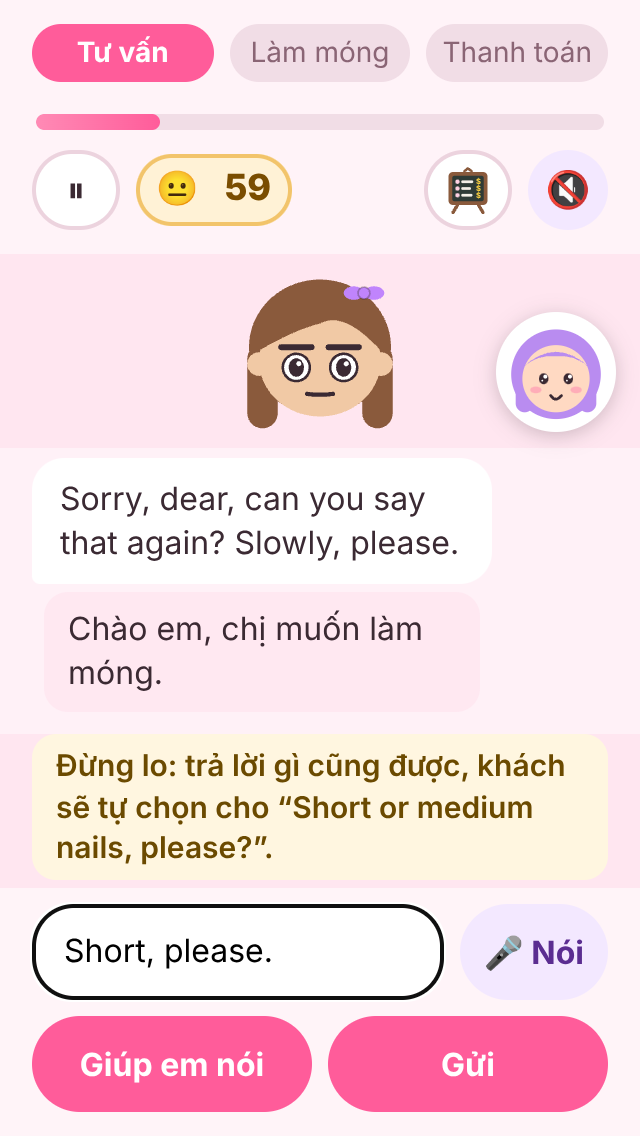 Tư vấn
Làm móng
Thanh toán
59
Sorry, dear, can you say
that again? Slowly, please.
Chào em, chị muốn làm
móng.
Đừng lo: trả lời gì cũng được, khách
sẽ tự chọn cho “Short or medium
nails, please?”.
Short, please.
Nói
Giúp em nói
Gửi